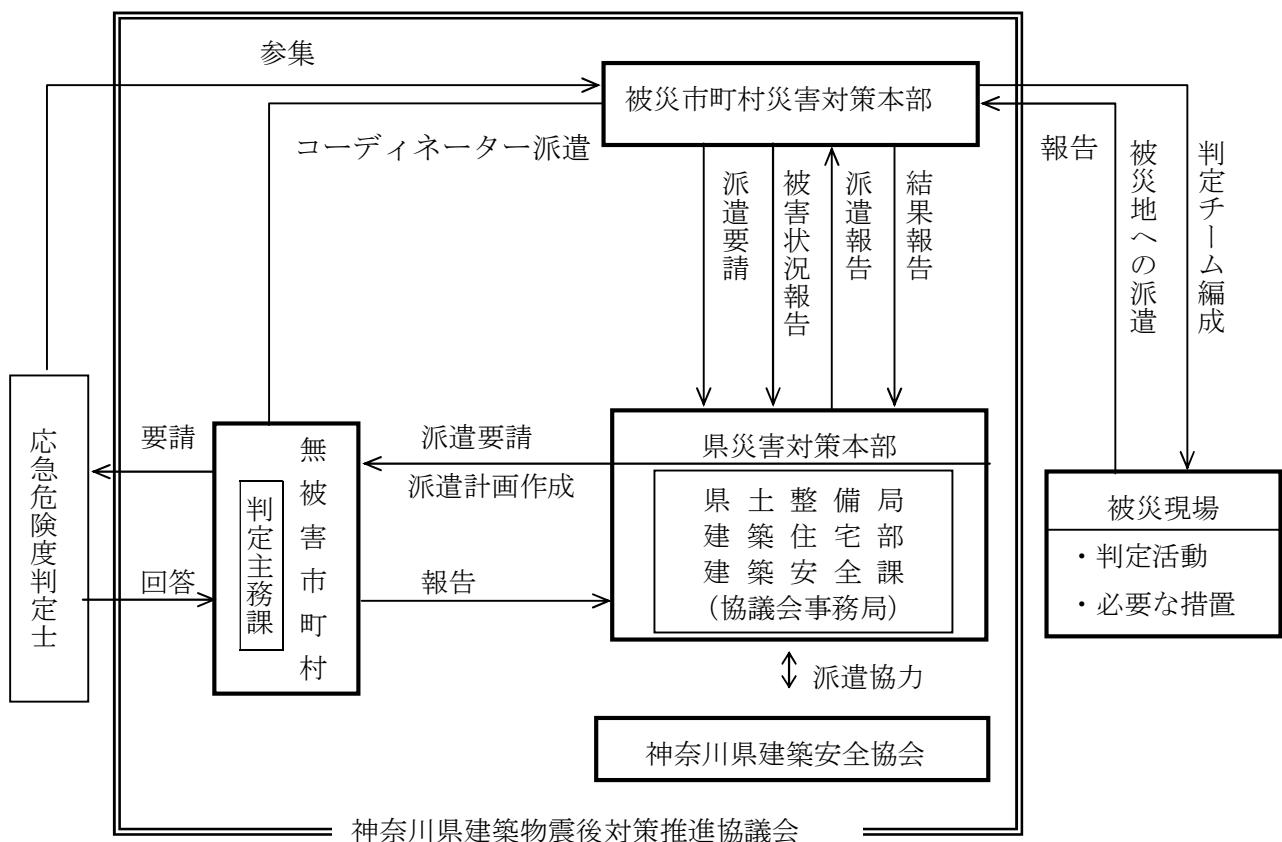 参集
被災市町村災害対策本部
コーディネーター派遣
派遣要請
被害状況報告
派遣報告
結果報告
報告
被災地への派遣
判定チーム編成
応急危険度判定士
要請
回答
無被害市町村
判定主務課
派遣要請
派遣計画作成
報告
県災害対策本部
県土整備局
建築住宅部
建築安全課
(協議会事務局)
被災現場
・判定活動
・必要な措置
派遣協力
神奈川県建築安全協会
神奈川県建築物震後対策推進協議会